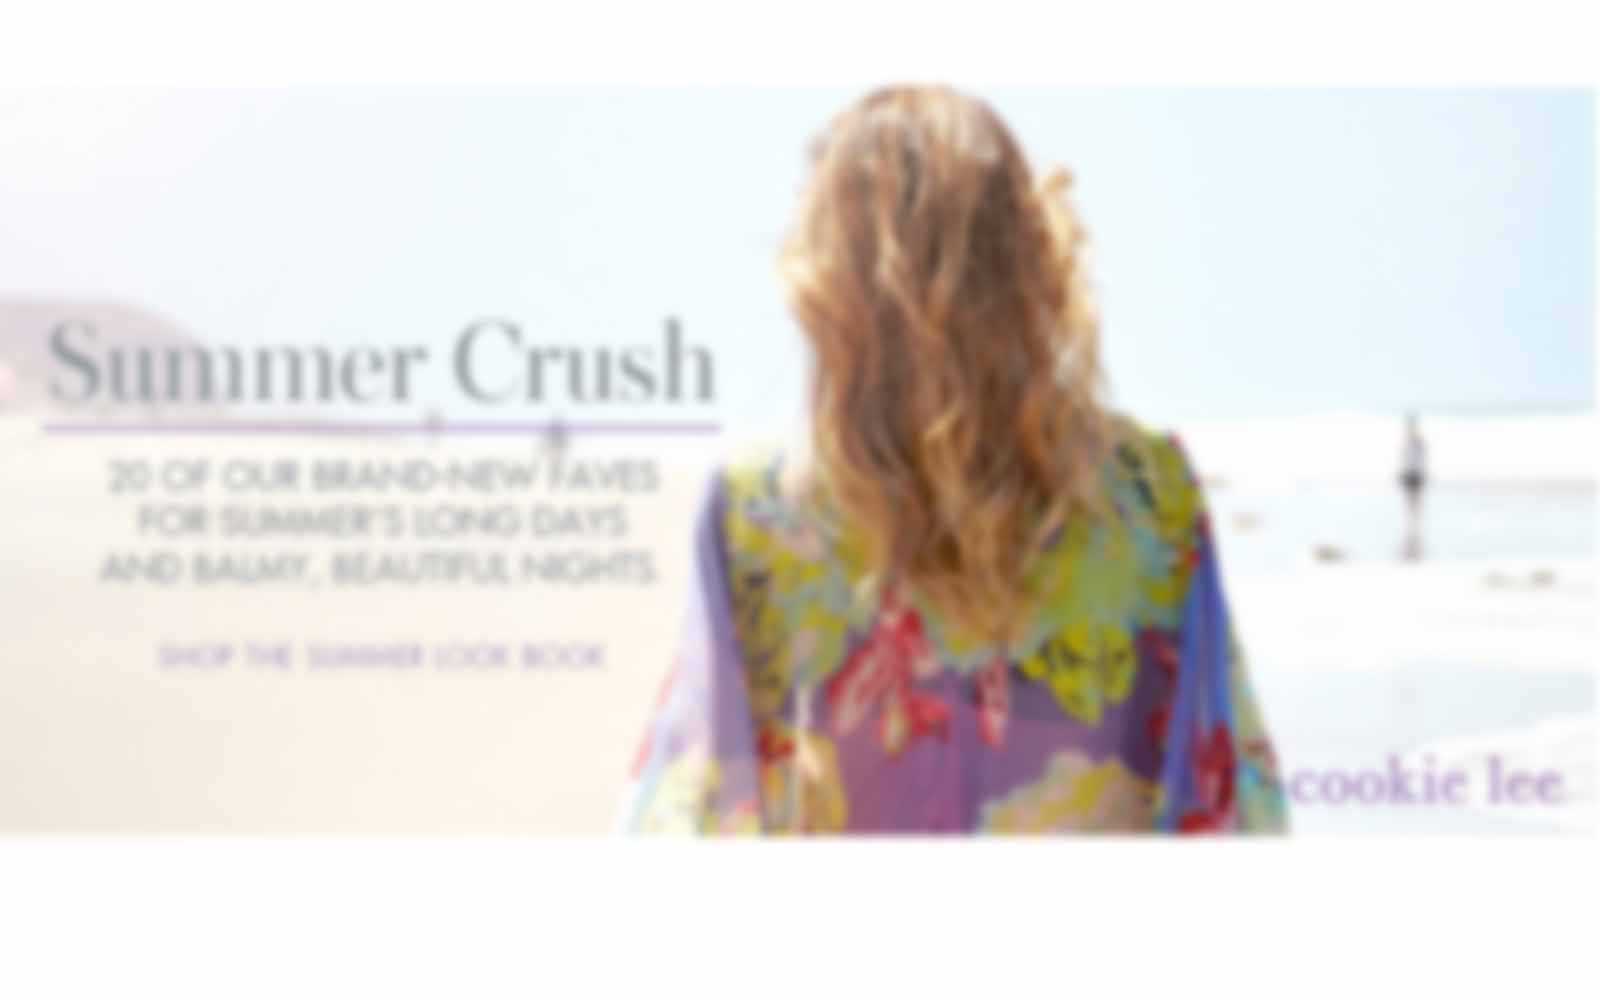 Summer Crush
20 OF OUR BRAND-NEW FAVES
FOR SUMMER'S LONG DAYS
AND BALMY, BEAUTIFUL NIGHTS.
SHOP THE SUMMER LOOK BOOK
cookie lee